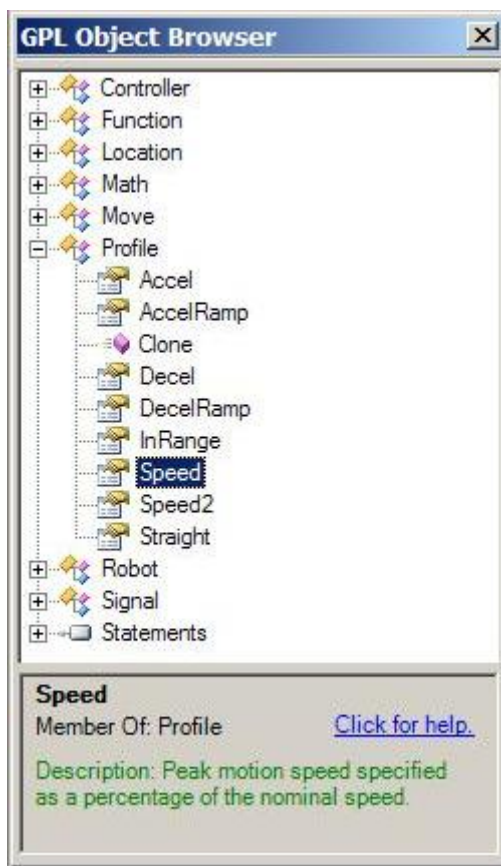 GPL Object Browser
Controller
Function
Location
Math
Move
Profile
Accel
AccelRamp
Clone
Decel
DecelRamp
InRange
Speed
Speed2
Straight
Robot
Signal
Statements
Speed
Member Of: Profile Click for help.
Description: Peak motion speed specified
as a percentage of the nominal speed.